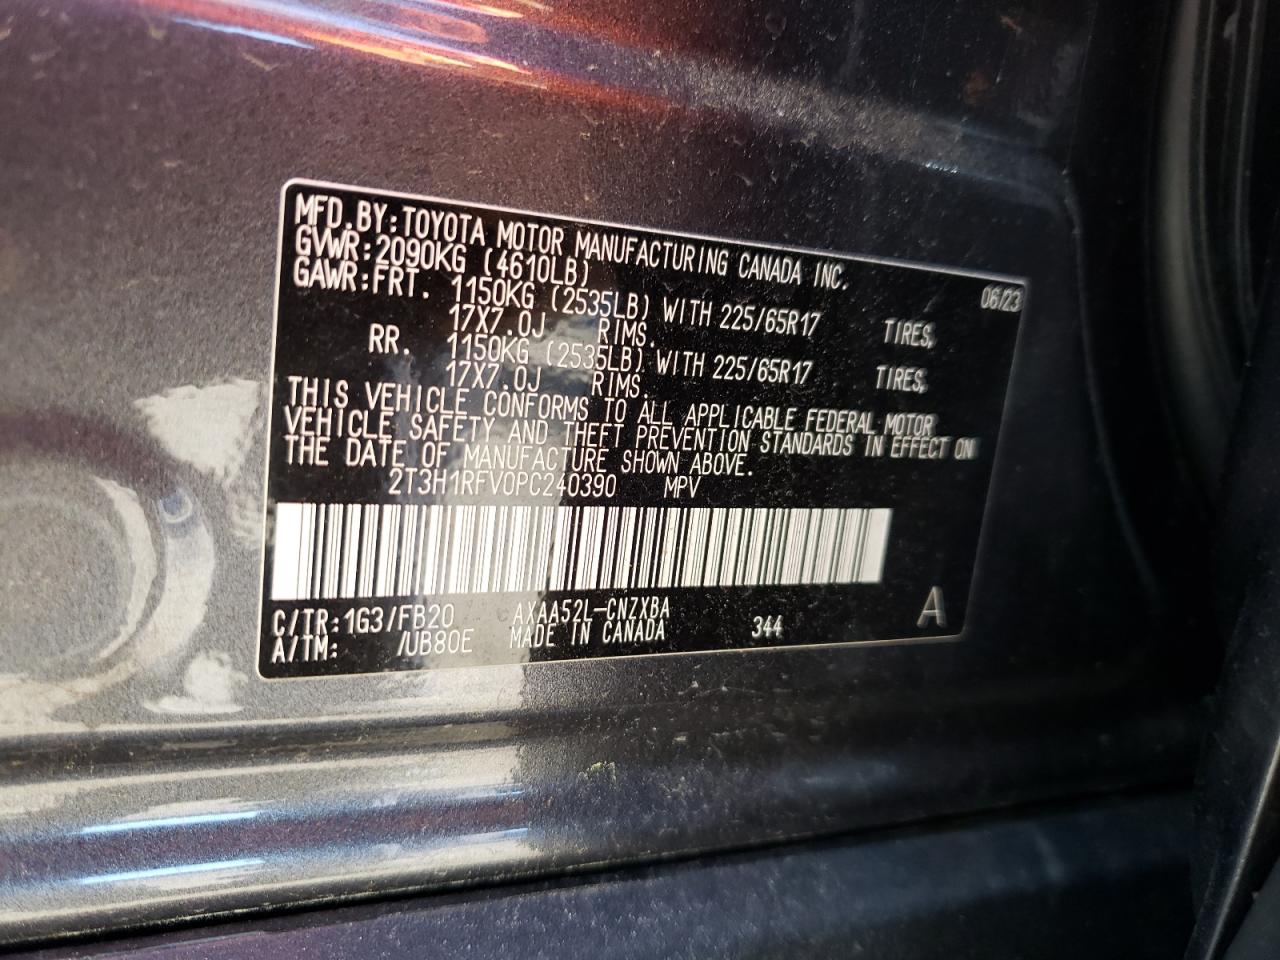 MFD.BY:TOYOTA MOTOR MANUFACTURING CANADA INC.
GVWR:2090KG (4610LB) 06/23
GAWR:FRT. 1150KG (2535LB) WITH 225/65R17 TIRES,
17X7.0J RIMS.
RR. 1150KG (2535LB) WITH 225/65R17 TIRES,
17X7.0J RIMS.
THIS VEHICLE CONFORMS TO ALL APPLICABLE FEDERAL MOTOR
VEHICLE SAFETY AND THEFT PREVENTION STANDARDS IN EFFECT ON
THE DATE OF MANUFACTURE SHOWN ABOVE.
2T3H1RFV0PC240390 MPV
C/TR:1G3/FB20 AXAA52L-CNZXBA 344 A
A/TM: /UB80E MADE IN CANADA